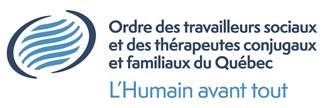 Ordre des travailleurs sociaux
et des thérapeutes conjugaux
et familiaux du Québec
L'Humain avant tout